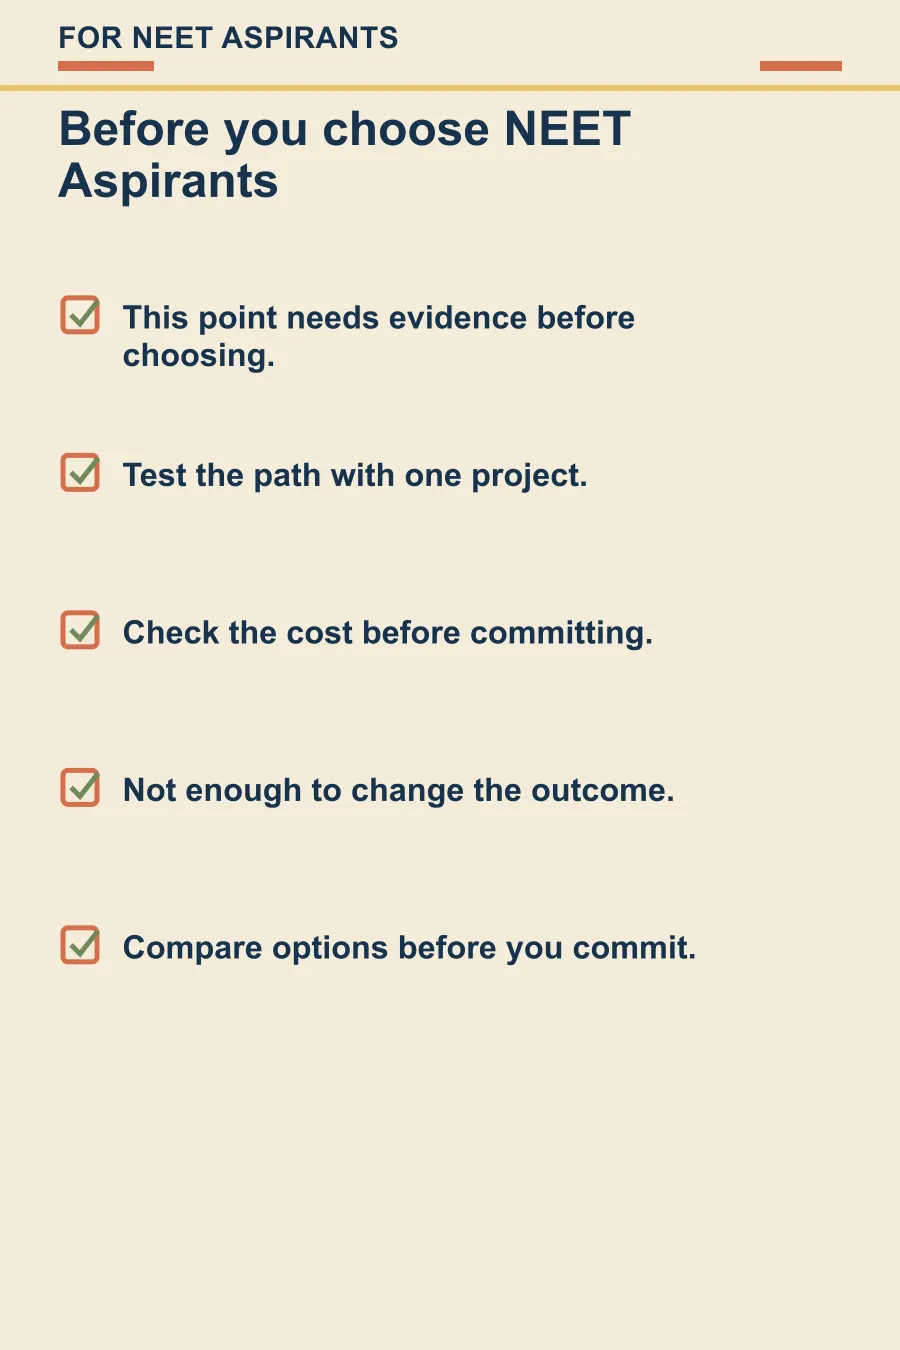 FOR NEET ASPIRANTS
Before you choose NEET
Aspirants
This point needs evidence before
choosing.
Test the path with one project.
Check the cost before committing.
Not enough to change the outcome.
Compare options before you commit.